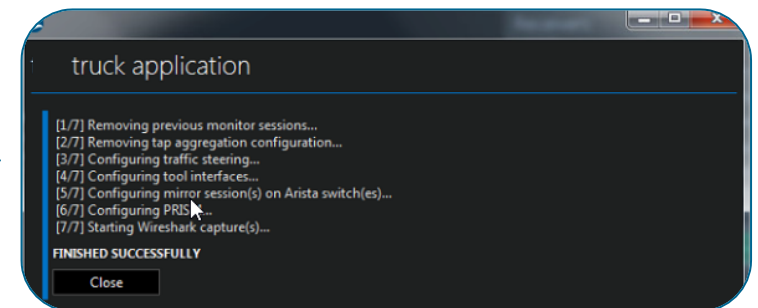 truck application
[1/7] Removing previous monitor sessions...
[2/7] Removing tap aggregation configuration...
[3/7] Configuring traffic steering...
[4/7] Configuring tool interfaces...
[5/7] Configuring mirror session(s) on Arista switch(es)...
[6/7] Configuring
[7/7] Starting Wireshark capture(s)...
FINISHED SUCCESSFULLY
Close